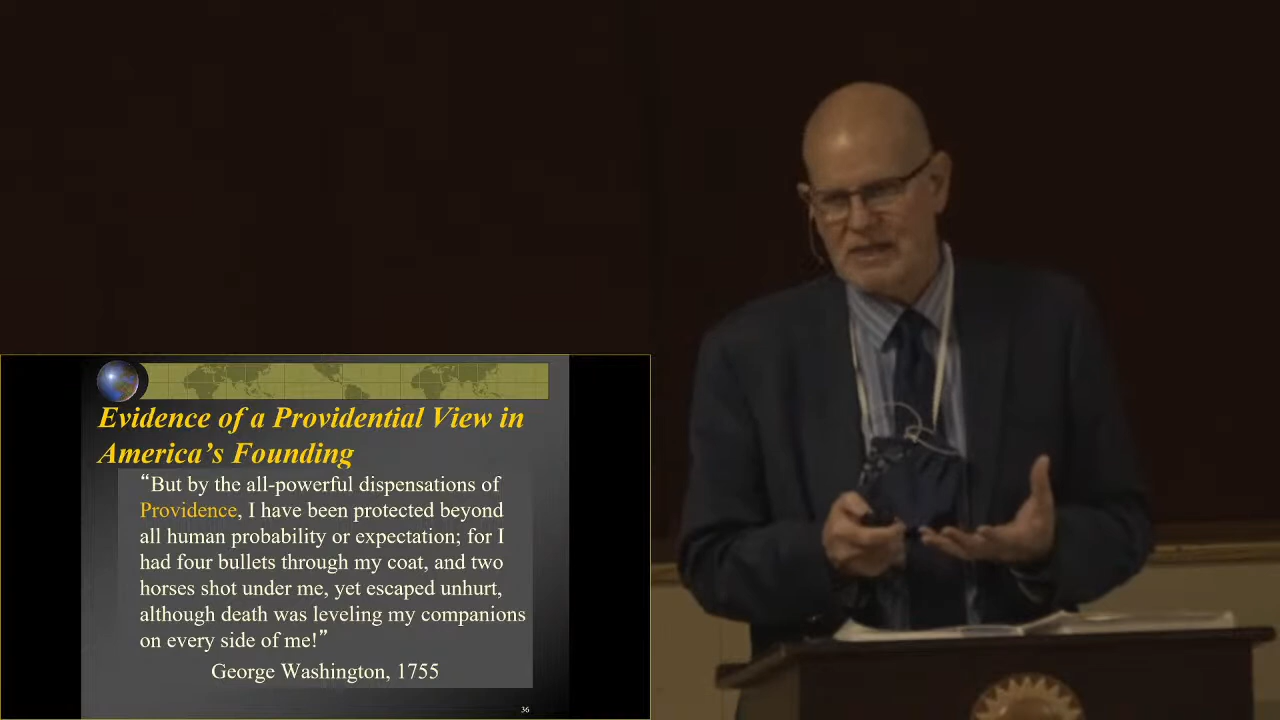 Evidence of a Providential View in
America’s Founding
“But by the all-powerful dispensations of
Providence, I have been protected beyond
all human probability or expectation; for I
had four bullets through my coat, and two
horses shot under me, yet escaped unhurt,
although death was leveling my companions
on every side of me!”
George Washington, 1755
36